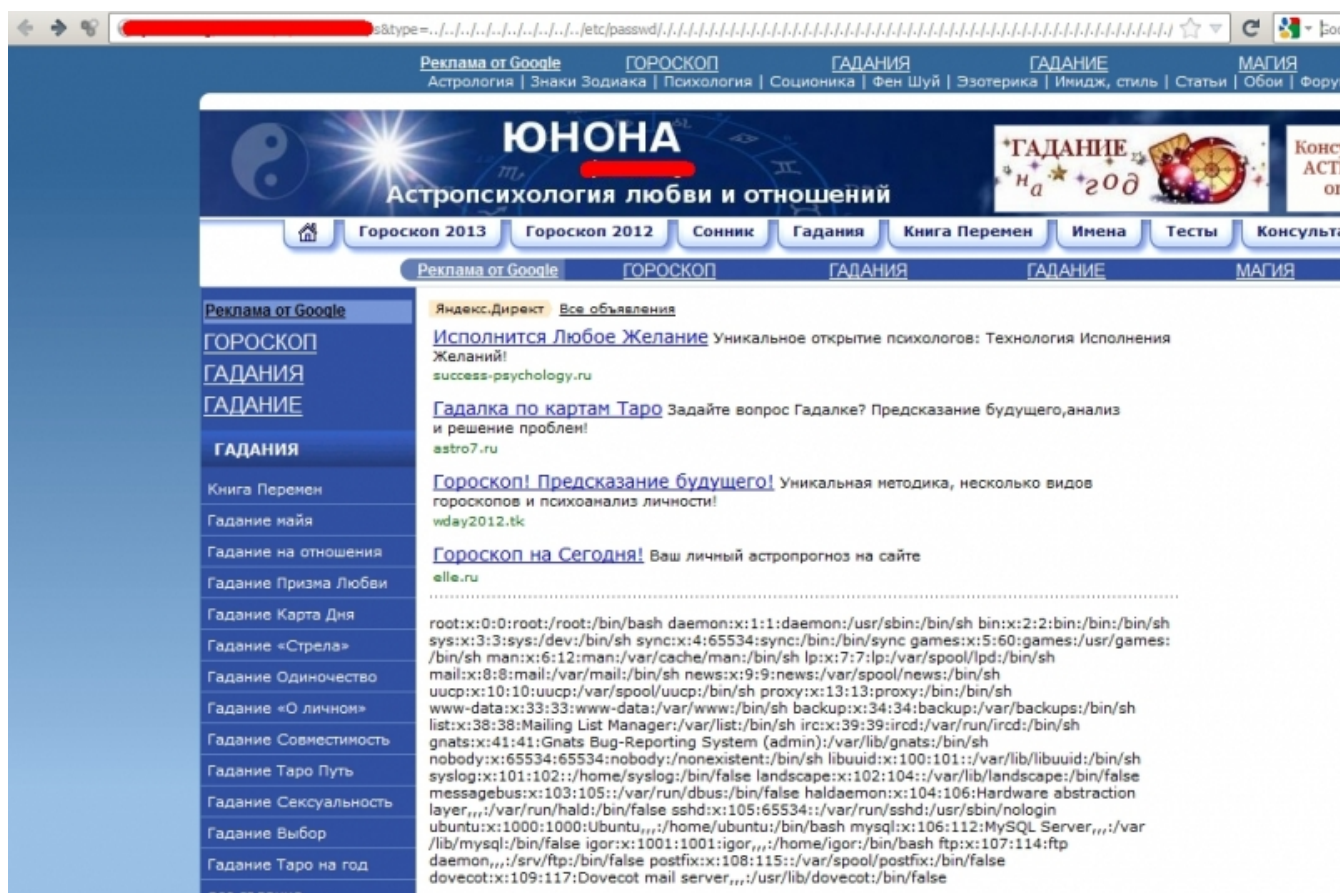 s&type=../../../../../../../../../etc/passwd/././././././././././././././././././././././././././././././././././././
Реклама от Google ГОРОСКОП ГАДАНИЯ ГАДАНИЕ МАГИЯ
Астрология | Знаки Зодиака | Психология | Соционика | Фен Шуй | Эзотерика | Имидж, стиль | Статьи | Обои |
ЮНОНА
Астропсихология любви и отношений
ГАДАНИЕ
на год
Гороскоп 2013 Гороскоп 2012 Сонник Гадания Книга Перемен Имена Тесты
Реклама от Google ГОРОСКОП ГАДАНИЯ ГАДАНИЕ МАГИЯ
Реклама от Google
ГОРОСКОП
ГАДАНИЯ
ГАДАНИЕ
ГАДАНИЯ
Книга Перемен
Гадание майя
Гадание на отношения
Гадание Призма Любви
Гадание Карта Дня
Гадание «Стрела»
Гадание Одиночество
Гадание «О личном»
Гадание Совместимость
Гадание Таро Путь
Гадание Сексуальность
Гадание Выбор
Гадание Таро на год
Яндекс.Директ Все объявления
Исполнится Любое Желание Уникальное открытие психологов: Технология Исполнения
Желаний!
success-psychology.ru
Гадалка по картам Таро Задайте вопрос Гадалке? Предсказание будущего,анализ
и решение проблем!
astro7.ru
Гороскоп! Предсказание будущего! Уникальная методика, несколько видов
гороскопов и психоанализ личности!
wday2012.tk
Гороскоп на Сегодня! Ваш личный астропрогноз на сайте
elle.ru
root:x:0:0:root:/root:/bin/bash daemon:x:1:1:daemon:/usr/sbin:/bin/sh bin:x:2:2:bin:/bin:/bin/sh
sys:x:3:3:sys:/dev:/bin/sh sync:x:4:65534:sync:/bin:/bin/sync games:x:5:60:games:/usr/games:
/bin/sh man:x:6:12:man:/var/cache/man:/bin/sh lp:x:7:7:lp:/var/spool/lpd:/bin/sh
mail:x:8:8:mail:/var/mail:/bin/sh news:x:9:9:news:/var/spool/news:/bin/sh
uucp:x:10:10:uucp:/var/spool/uucp:/bin/sh proxy:x:13:13:proxy:/bin:/bin/sh
www-data:x:33:33:www-data:/var/www:/bin/sh backup:x:34:34:backup:/var/backups:/bin/sh
list:x:38:38:Mailing List Manager:/var/list:/bin/sh irc:x:39:39:ircd:/var/run/ircd:/bin/sh
gnats:x:41:41:Gnats Bug-Reporting System (admin):/var/lib/gnats:/bin/sh
nobody:x:65534:65534:nobody:/nonexistent:/bin/sh libuuid:x:100:101::/var/lib/libuuid:/bin/sh
syslog:x:101:102::/home/syslog:/bin/false landscape:x:102:104::/var/lib/landscape:/bin/false
messagebus:x:103:105::/var/run/dbus:/bin/false haldaemon:x:104:106:Hardware abstraction
layer,,,:/var/run/hald:/bin/false sshd:x:105:65534::/var/run/sshd:/usr/sbin/nologin
ubuntu:x:1000:1000:Ubuntu,,,:/home/ubuntu:/bin/bash mysql:x:106:112:MySQL Server,,,:/var
/lib/mysql:/bin/false igor:x:1001:1001:igor,,,:/home/igor:/bin/bash ftp:x:107:114:ftp
daemon,,,:/srv/ftp:/bin/false postfix:x:108:115::/var/spool/postfix:/bin/false
dovecot:x:109:117:Dovecot mail server,,,:/usr/lib/dovecot:/bin/false